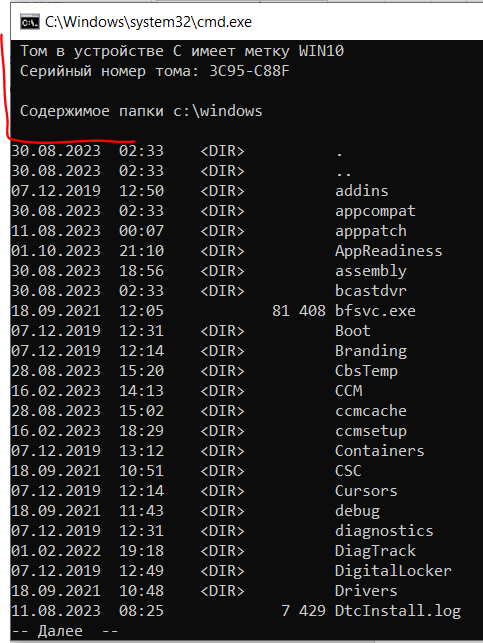 C:\Windows\system32\cmd.exe
Том в устройстве C имеет метку WIN10
Серийный номер тома: 3C95-C88F
Содержимое папки c:\windows
30.08.2023  02:33    <DIR>          .
30.08.2023  02:33    <DIR>          ..
07.12.2019  12:50    <DIR>          addins
30.08.2023  02:33    <DIR>          appcompat
11.08.2023  00:07    <DIR>          apppatch
01.10.2023  21:10    <DIR>          AppReadiness
30.08.2023  18:56    <DIR>          assembly
30.08.2023  02:33    <DIR>          bcastdvr
18.09.2021  12:05            81 408 bfsvc.exe
07.12.2019  12:31    <DIR>          Boot
07.12.2019  12:14    <DIR>          Branding
28.08.2023  15:20    <DIR>          CbsTemp
16.02.2023  14:13    <DIR>          CCM
28.08.2023  15:02    <DIR>          ccmcache
16.02.2023  18:29    <DIR>          ccmsetup
07.12.2019  13:12    <DIR>          Containers
18.09.2021  10:51    <DIR>          CSC
07.12.2019  12:14    <DIR>          Cursors
18.09.2021  11:43    <DIR>          debug
07.12.2019  12:31    <DIR>          diagnostics
01.02.2022  19:18    <DIR>          DiagTrack
07.12.2019  12:49    <DIR>          DigitalLocker
18.09.2021  10:48    <DIR>          Drivers
11.08.2023  08:25             7 429 DtcInstall.log
-- Далее  --